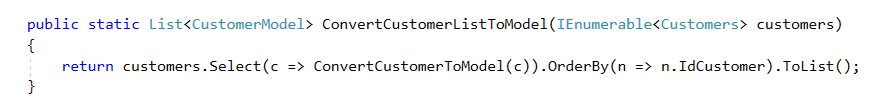 public static List<CustomerModel> ConvertCustomerListToModel(IEnumerable<Customers> customers)
{
return customers.Select(c => ConvertCustomerToModel(c)).OrderBy(n => n.IdCustomer).ToList();
}